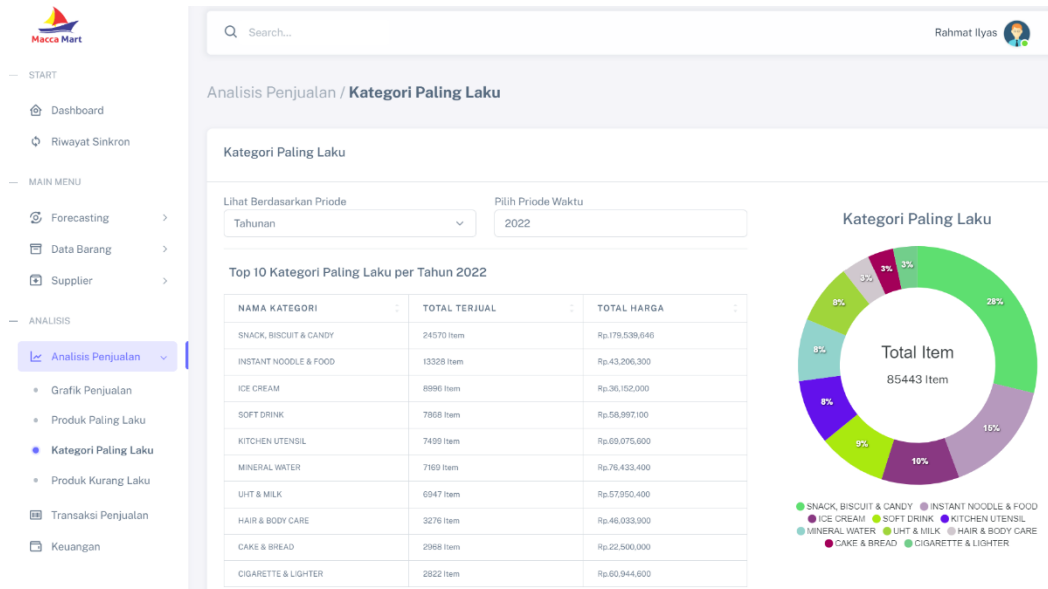 Macca Mart
Search...
Rahmat Ilyas
START
Dashboard
Riwayat Sinkron
MAIN MENU
Forecasting
Data Barang
Supplier
ANALISIS
Analisis Penjualan
Grafik Penjualan
Produk Paling Laku
Kategori Paling Laku
Produk Kurang Laku
Transaksi Penjualan
Keuangan
Analisis Penjualan / Kategori Paling Laku
Kategori Paling Laku
Lihat Berdasarkan Priode
Pilih Priode Waktu
Tahunan
2022
Top 10 Kategori Paling Laku per Tahun 2022
NAMA KATEGORI TOTAL TERJUAL TOTAL HARGA
SNACK, BISCUIT & CANDY 24570 Item Rp.179,539,646
INSTANT NOODLE & FOOD 13328 Item Rp.43,206,300
ICE CREAM 8996 Item Rp.36,152,000
SOFT DRINK 7868 Item Rp.58,997,100
KITCHEN UTENSIL 7499 Item Rp.69,075,600
MINERAL WATER 7169 Item Rp.76,433,400
UHT & MILK 6947 Item Rp.57,950,400
HAIR & BODY CARE 3276 Item Rp.46,033,900
CAKE & BREAD 2968 Item Rp.22,500,000
CIGARETTE & LIGHTER 2822 Item Rp.60,944,600
Kategori Paling Laku
28%
15%
10%
9%
8%
8%
8%
3%
3%
3%
Total Item
85443 Item
SNACK, BISCUIT & CANDY INSTANT NOODLE & FOOD
ICE CREAM SOFT DRINK KITCHEN UTENSIL
MINERAL WATER UHT & MILK HAIR & BODY CARE
CAKE & BREAD CIGARETTE & LIGHTER